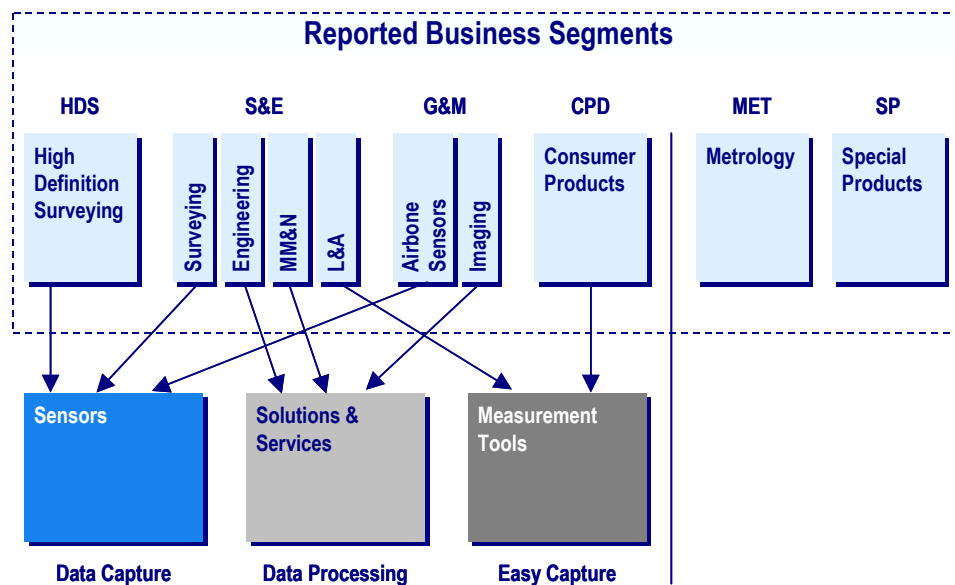 Reported Business Segments
HDS
S&E
G&M
CPD
MET
SP
High
Definition
Surveying
Surveying
Engineering
MM&N
L&A
Airbone
Sensors
Imaging
Consumer
Products
Metrology
Special
Products
Sensors
Solutions &
Services
Measurement
Tools
Data Capture
Data Processing
Easy Capture